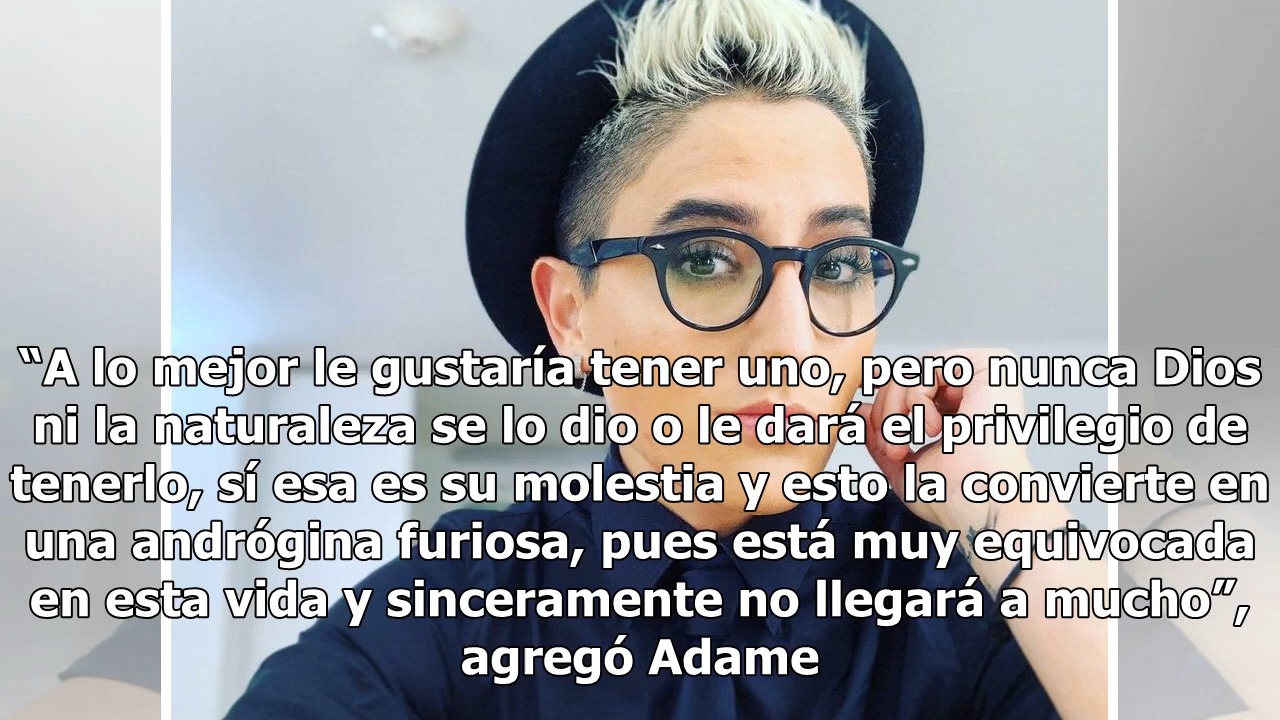 “A lo mejor le gustaría tener uno, pero nunca Dios
ni la naturaleza se lo dio o le dará el privilegio de
tenerlo, sí esa es su molestia y esto la convierte en
una andrógina furiosa, pues está muy equivocada
en esta vida y sinceramente no llegará a mucho”,
agregó Adame